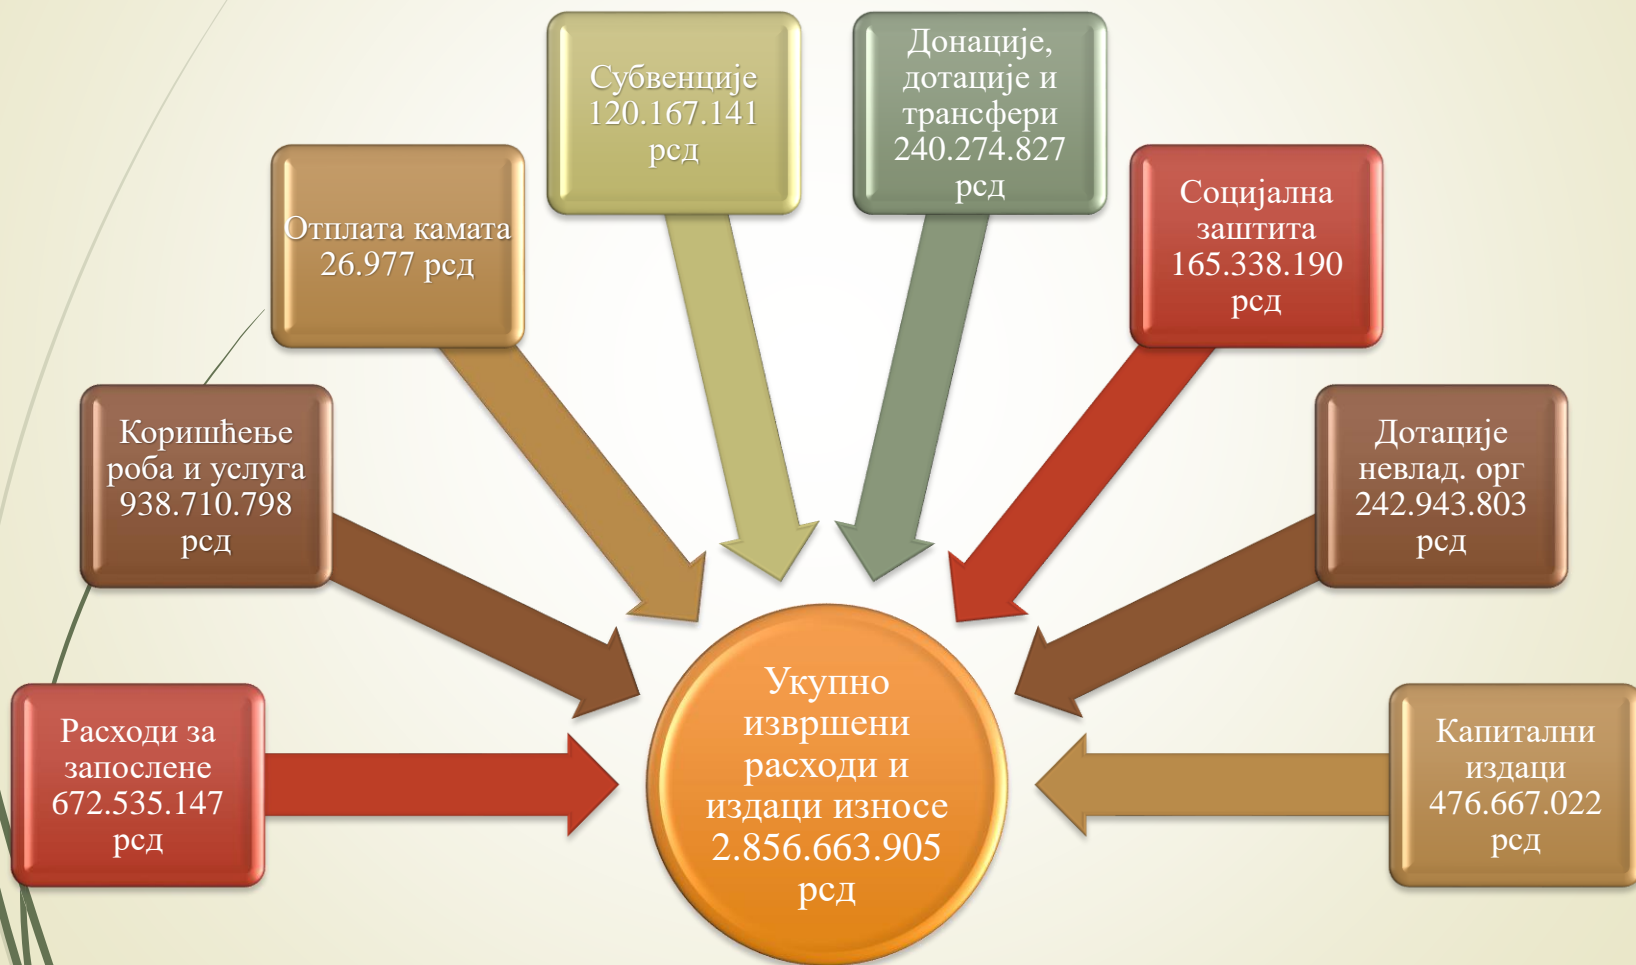 Субвенције
120.167.141
рсд
Донације,
дотације и
трансфери
240.274.827
рсд
Отплата камата
26.977 рсд
Социјална
заштита
165.338.190
рсд
Коришћење
роба и услуга
938.710.798
рсд
Дотације
невлад. орг
242.943.803
рсд
Расходи за
запослене
672.535.147
рсд
Укупно
извршени
расходи и
издаци износе
2.856.663.905
рсд
Капитални
издаци
476.667.022
рсд